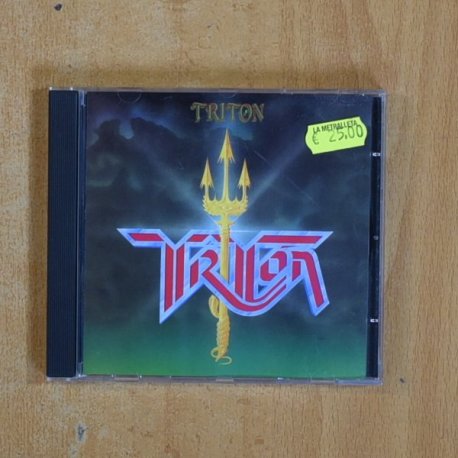 TRITON
LA METRALLETA
€ 25,00
TRITON